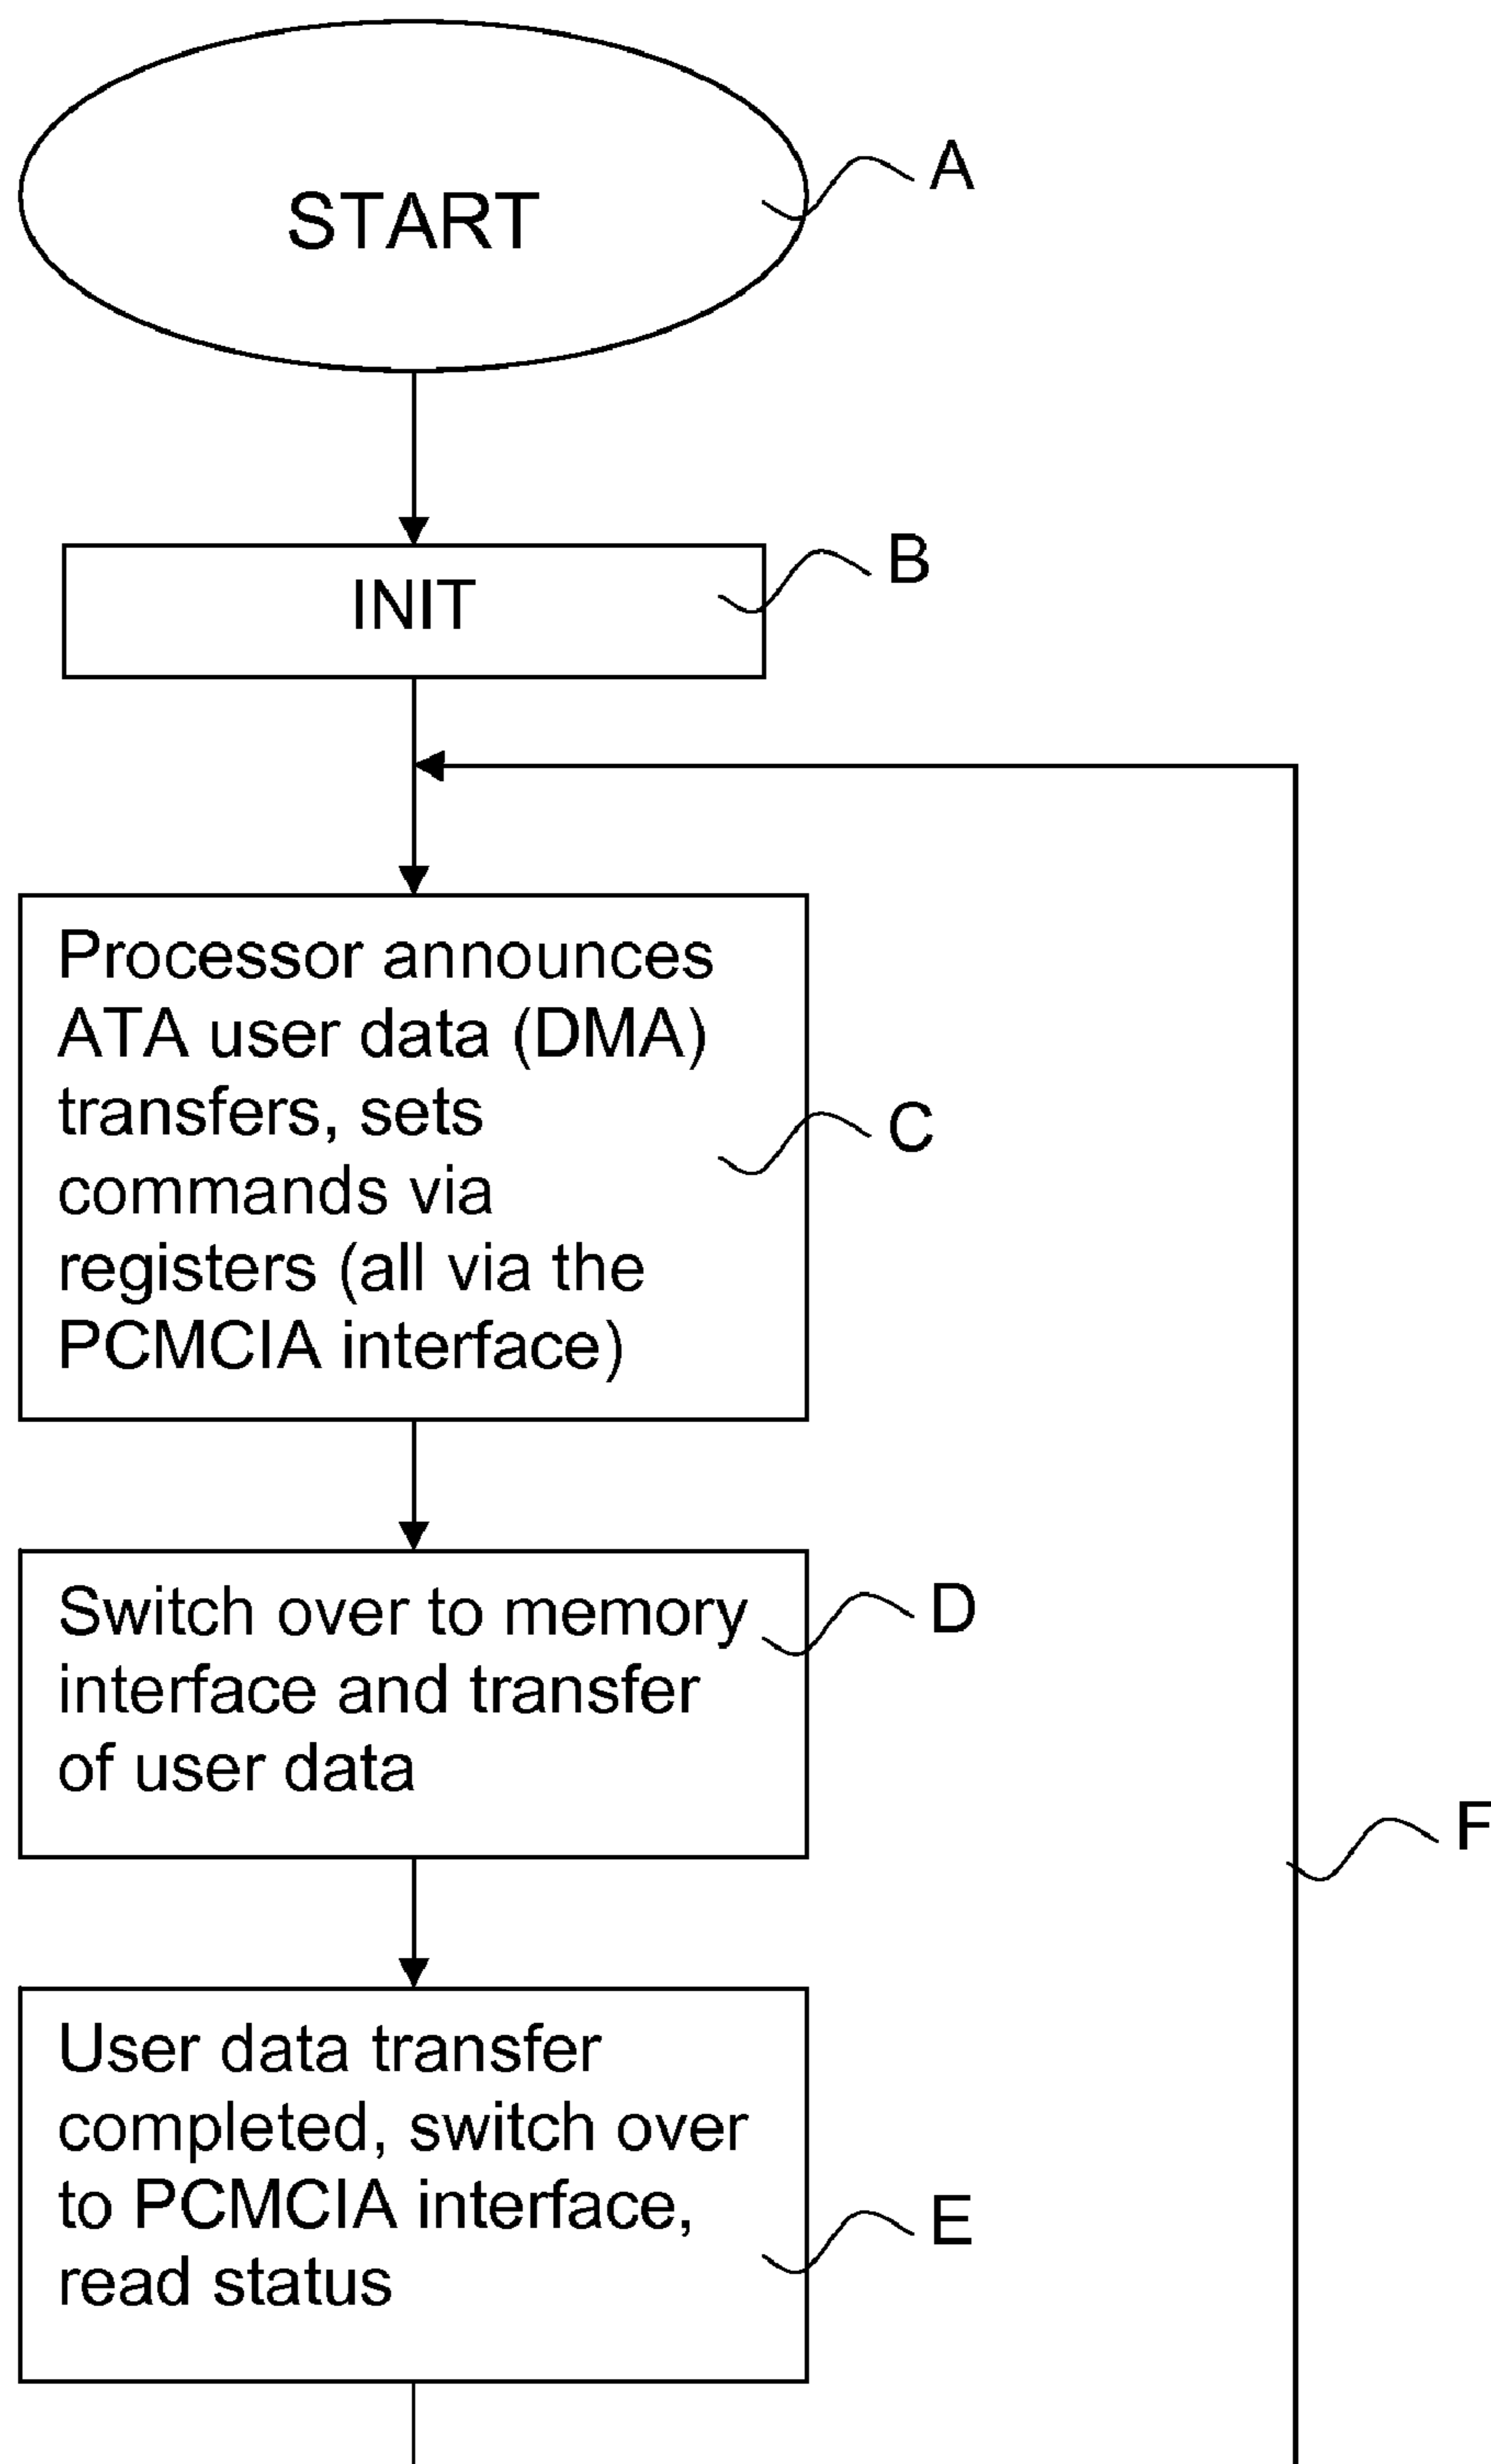 START
A
INIT
B
Processor announces
ATA user data (DMA)
transfers, sets
commands via
registers (all via the
PCMCIA interface)
C
Switch over to memory
interface and transfer
of user data
D
F
User data transfer
completed, switch over
to PCMCIA interface,
read status
E